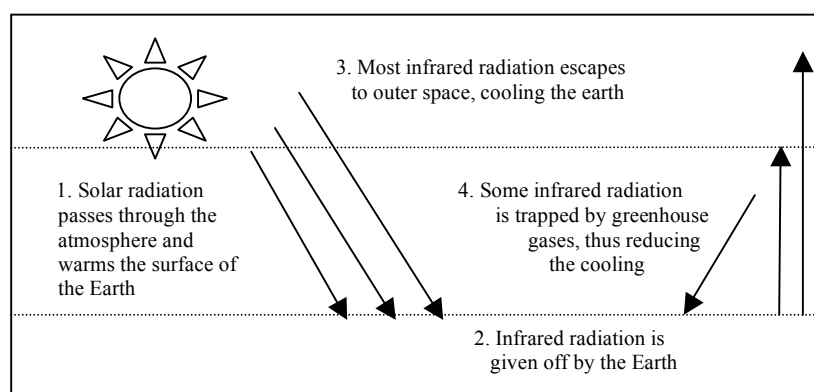 3. Most infrared radiation escapes
to outer space, cooling the earth
1. Solar radiation
passes through the
atmosphere and
warms the surface of
the Earth
4. Some infrared radiation
is trapped by greenhouse
gases, thus reducing
the cooling
2. Infrared radiation is
given off by the Earth